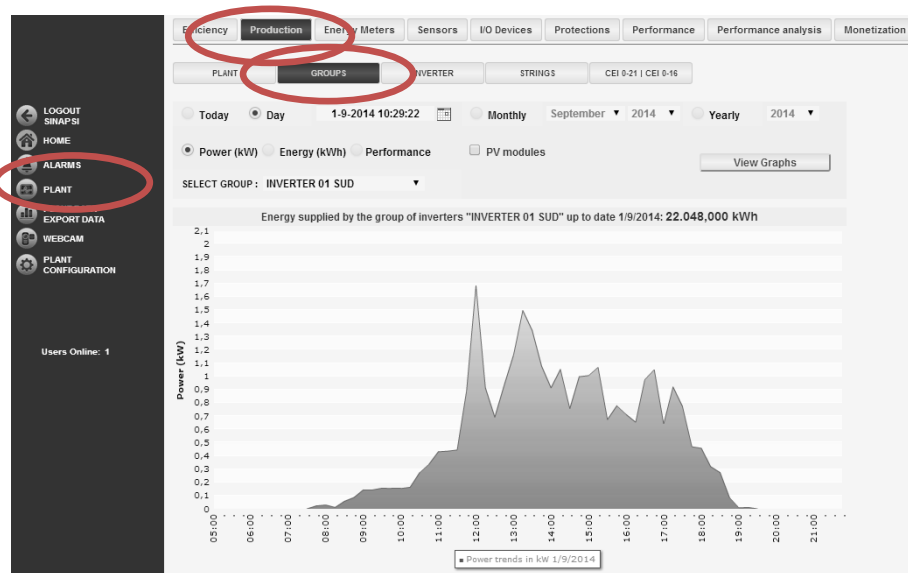 Efficiency Production Energy Meters Sensors I/O Devices Protections Performance Performance analysis Monetization
PLANT GROUPS INVERTER STRINGS CEI 0-21 | CEI 0-16
LOGOUT
SINAPSI
HOME
ALARMS
PLANT
EXPORT DATA
WEBCAM
PLANT
CONFIGURATION
Users Online: 1
Today Day 1-9-2014 10:29:22 Monthly September 2014 Yearly 2014
Power (kW) Energy (kWh) Performance PV modules
View Graphs
SELECT GROUP : INVERTER 01 SUD
Energy supplied by the group of inverters "INVERTER 01 SUD" up to date 1/9/2014: 22.048,000 kWh
Power (kW)
2,1
2
1,9
1,8
1,7
1,6
1,5
1,4
1,3
1,2
1,1
1
0,9
0,8
0,7
0,6
0,5
0,4
0,3
0,2
0,1
0
05:00 06:00 07:00 08:00 09:00 10:00 11:00 12:00 13:00 14:00 15:00 16:00 17:00 18:00 19:00 20:00 21:00
Power trends in kW 1/9/2014